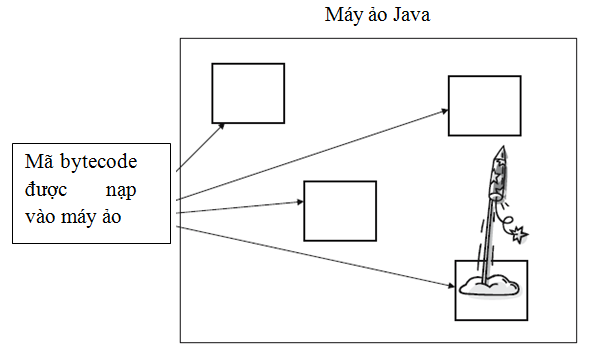 Máy ảo Java
Mã bytecode
được nạp
vào máy ảo